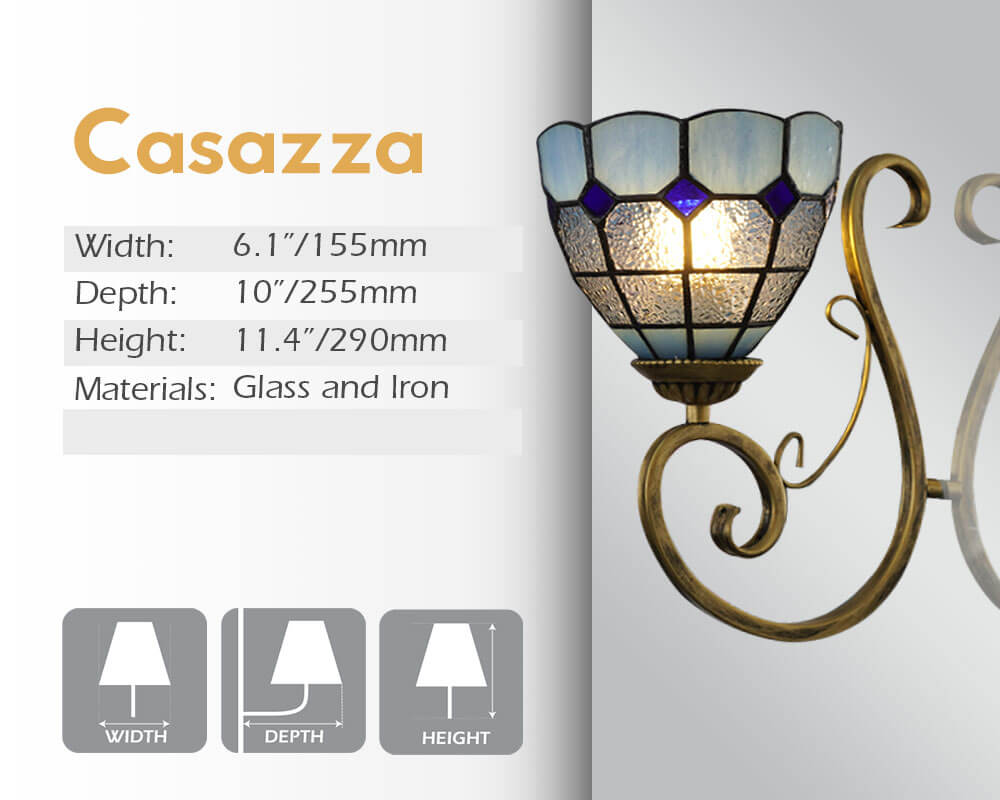 Casazza
Width: 6.1”/155mm
Depth: 10”/255mm
Height: 11.4”/290mm
Materials: Glass and Iron
WIDTH
DEPTH
HEIGHT